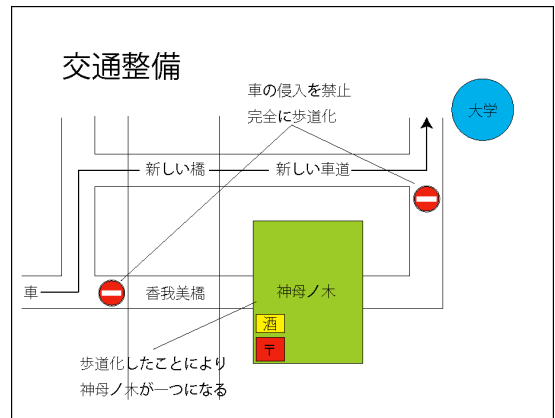 交通整備
車の侵入を禁止
完全に歩道化
大学
新しい橋
新しい車道
車
香我美橋
神母ノ木
酒
〒
歩道化したことにより
神母ノ木が一つになる